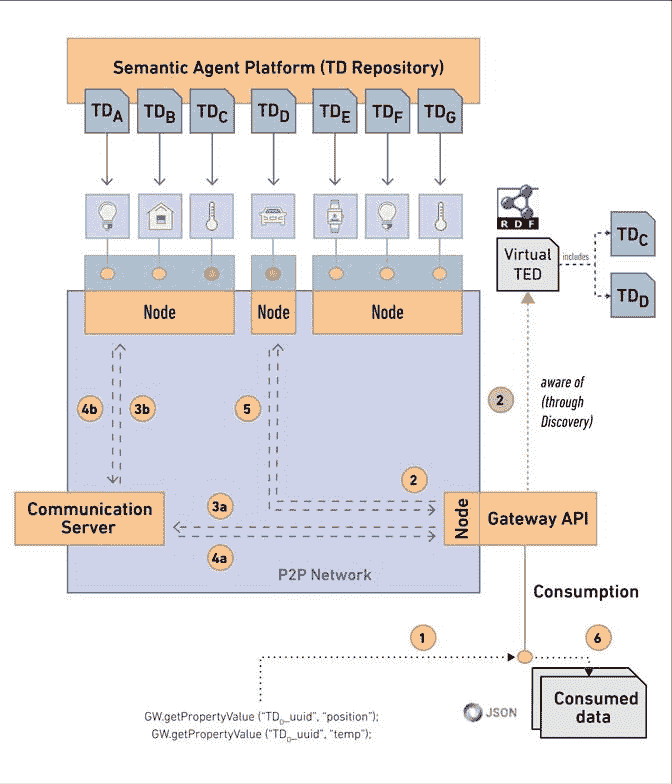 Semantic Agent Platform (TD Repository)
TDA TDB TDC TDD TDE TDF TDG
RDF
Virtual
TED
includes
TDC
TDD
Node Node Node
4b 3b 5 2
aware of
(through
Discovery)
2
3a
Communication
Server
Node
Gateway API
4a
P2P Network
Consumption
1
6
GW.getPropertyValue ("TDD_uuid", "position");
GW.getPropertyValue ("TDD_uuid", "temp");
JSON
Consumed
data